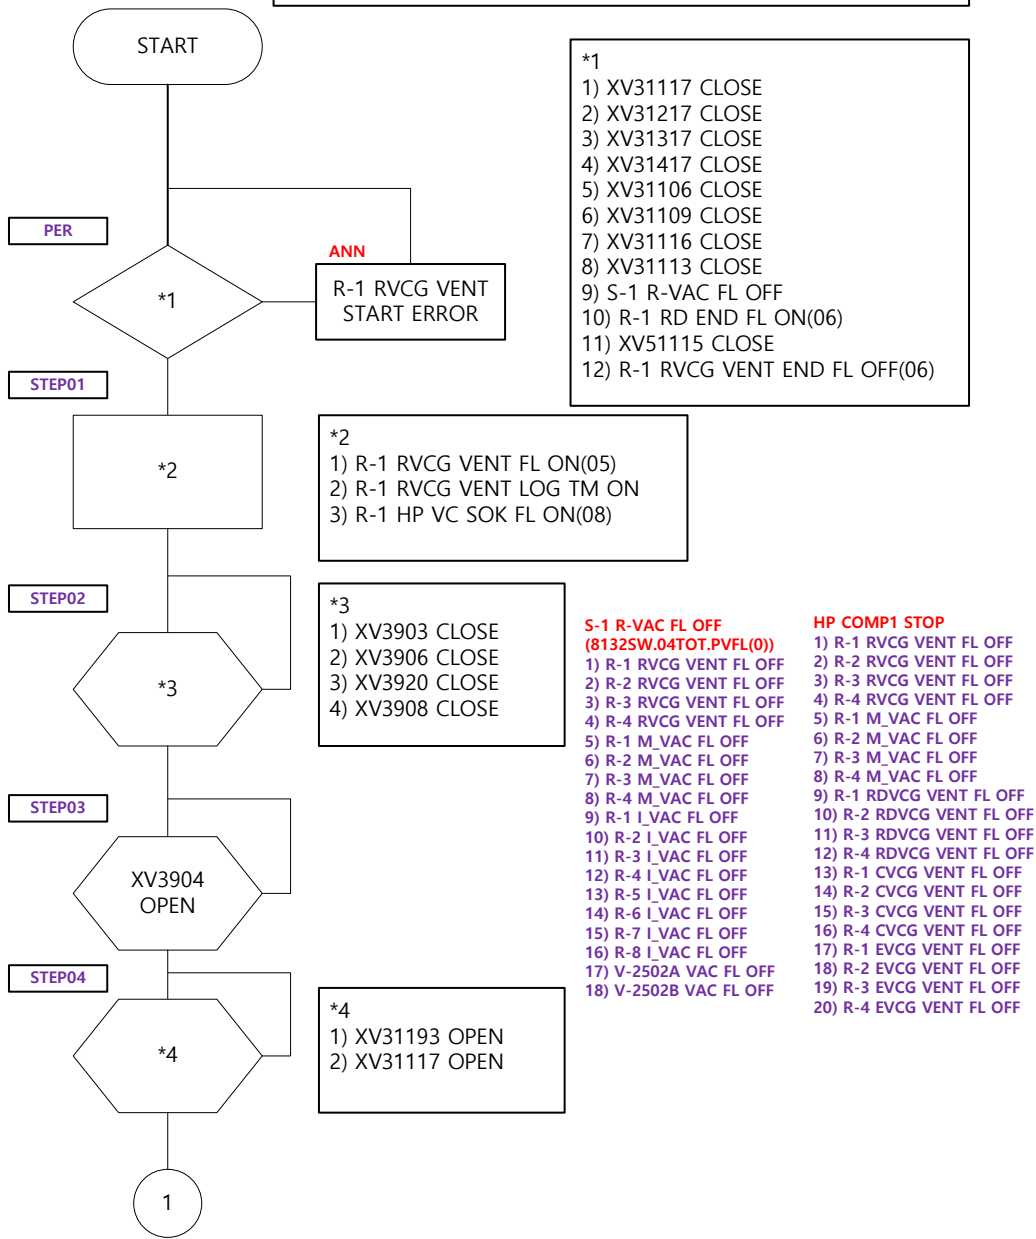 START
*1
1) XV31117 CLOSE
2) XV31217 CLOSE
3) XV31317 CLOSE
4) XV31417 CLOSE
5) XV31106 CLOSE
6) XV31109 CLOSE
7) XV31116 CLOSE
8) XV31113 CLOSE
9) S-1 R-VAC FL OFF
10) R-1 RD END FL ON(06)
11) XV51115 CLOSE
12) R-1 RVCG VENT END FL OFF(06)
PER
*1
ANN
R-1 RVCG VENT
START ERROR
STEP01
*2
*2
1) R-1 RVCG VENT FL ON(05)
2) R-1 RVCG VENT LOG TM ON
3) R-1 HP VC SOK FL ON(08)
STEP02
*3
*3
1) XV3903 CLOSE
2) XV3906 CLOSE
3) XV3920 CLOSE
4) XV3908 CLOSE
S-1 R-VAC FL OFF
(8132SW.04TOT.PVFL(0))
1) R-1 RVCG VENT FL OFF
2) R-2 RVCG VENT FL OFF
3) R-3 RVCG VENT FL OFF
4) R-4 RVCG VENT FL OFF
5) R-1 M_VAC FL OFF
6) R-2 M_VAC FL OFF
7) R-3 M_VAC FL OFF
8) R-4 M_VAC FL OFF
9) R-1 I_VAC FL OFF
10) R-2 I_VAC FL OFF
11) R-3 I_VAC FL OFF
12) R-4 I_VAC FL OFF
13) R-5 I_VAC FL OFF
14) R-6 I_VAC FL OFF
15) R-7 I_VAC FL OFF
16) R-8 I_VAC FL OFF
17) V-2502A VAC FL OFF
18) V-2502B VAC FL OFF
HP COMP1 STOP
1) R-1 RVCG VENT FL OFF
2) R-2 RVCG VENT FL OFF
3) R-3 RVCG VENT FL OFF
4) R-4 RVCG VENT FL OFF
5) R-1 M_VAC FL OFF
6) R-2 M_VAC FL OFF
7) R-3 M_VAC FL OFF
8) R-4 M_VAC FL OFF
9) R-1 RDVCG VENT FL OFF
10) R-2 RDVCG VENT FL OFF
11) R-3 RDVCG VENT FL OFF
12) R-4 RDVCG VENT FL OFF
13) R-1 CVCG VENT FL OFF
14) R-2 CVCG VENT FL OFF
15) R-3 CVCG VENT FL OFF
16) R-4 CVCG VENT FL OFF
17) R-1 EVCG VENT FL OFF
18) R-2 EVCG VENT FL OFF
19) R-3 EVCG VENT FL OFF
20) R-4 EVCG VENT FL OFF
STEP03
XV3904
OPEN
STEP04
*4
*4
1) XV31193 OPEN
2) XV31117 OPEN
1